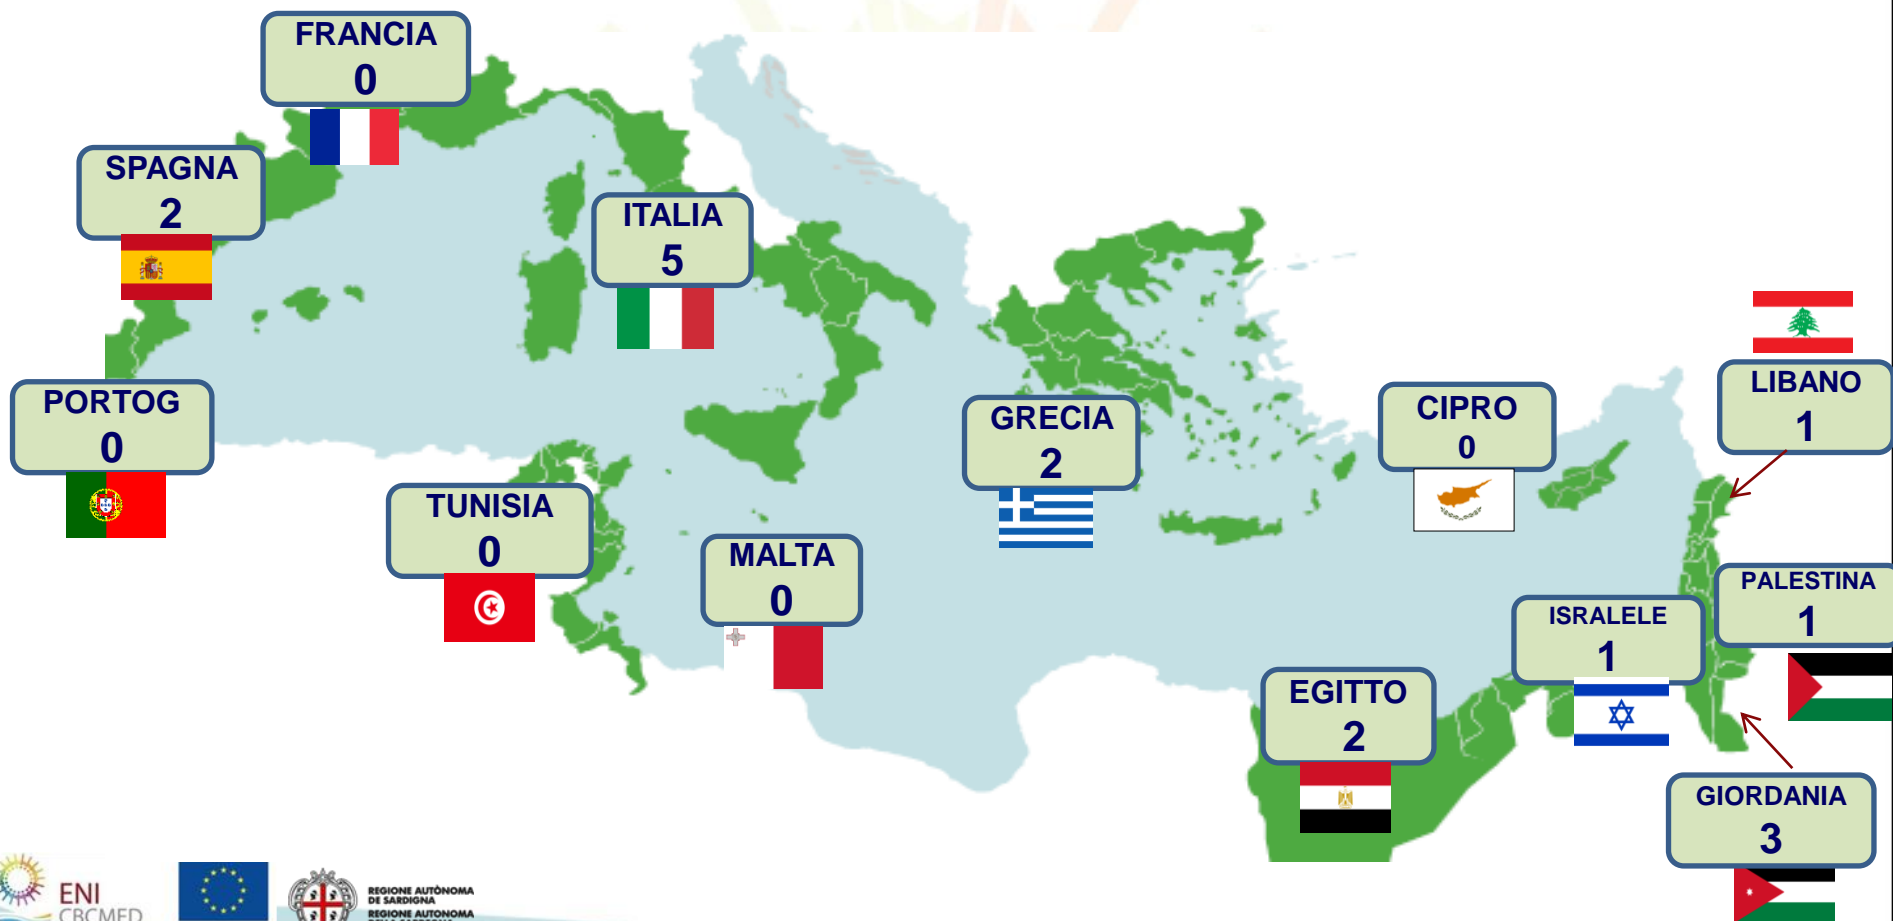 FRANCIA
0
SPAGNA
2
ITALIA
5
PORTOG
0
TUNISIA
0
MALTA
0
GRECIA
2
CIPRO
0
LIBANO
1
PALESTINA
1
ISRALELE
1
EGITTO
2
GIORDANIA
3
ENI
CBCMED
REGIONE AUTÒNOMA
DE SARDIGNA
REGIONE AUTONOMA